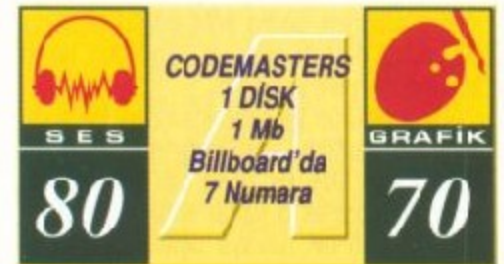 SES
80
CODEMASTERS
1 DİSK
1 Mb
Billboard'da
7 Numara
GRAFİK
70
A